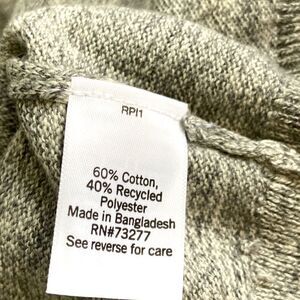 RPI1
60% Cotton,
40% Recycled
Polyester
Made in Bangladesh
RN#73277
See reverse for care